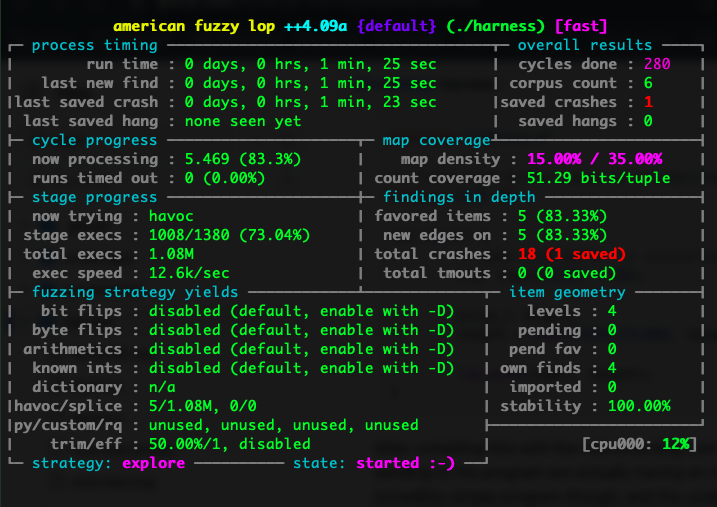 american fuzzy lop ++4.09a {default} (./harness) [fast]
process timing overall results
run time : 0 days, 0 hrs, 1 min, 25 sec cycles done : 280
last new find : 0 days, 0 hrs, 1 min, 25 sec corpus count : 6
last saved crash : 0 days, 0 hrs, 1 min, 23 sec saved crashes : 1
last saved hang : none seen yet saved hangs : 0
cycle progress map coverage
now processing : 5.469 (83.3%) map density : 15.00% / 35.00%
runs timed out : 0 (0.00%) count coverage : 51.29 bits/tuple
stage progress findings in depth
now trying : havoc favored items : 5 (83.33%)
stage execs : 1008/1380 (73.04%) new edges on : 5 (83.33%)
total execs : 1.08M total crashes : 18 (1 saved)
exec speed : 12.6k/sec total tmouts : 0 (0 saved)
fuzzing strategy yields item geometry
bit flips : disabled (default, enable with -D) levels : 4
byte flips : disabled (default, enable with -D) pending : 0
arithmetics : disabled (default, enable with -D) pend fav : 0
known ints : disabled (default, enable with -D) own finds : 4
dictionary : n/a imported : 0
havoc/splice : 5/1.08M, 0/0 stability : 100.00%
py/custom/rq : unused, unused, unused, unused
trim/eff : 50.00%/1, disabled [cpu000: 12%]
strategy: explore state: started :-)